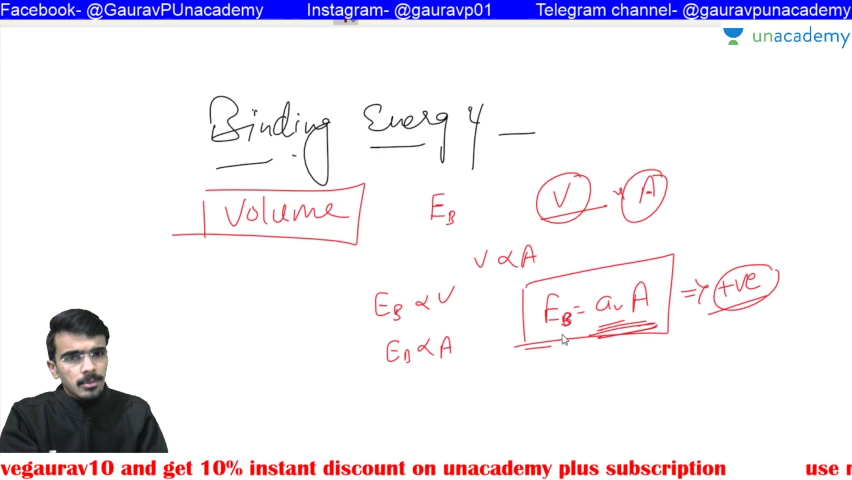 Facebook- @GauravPUnacademy Instagram- @gauravp01 Telegram channel- @gauravpunacademy
unacademy
Binding Energy —
Volume E_B V A
V ∝ A
E_B ∝ V E_B = a_v A ⇒ +ve
E_B ∝ A
vegaurav10 and get 10% instant discount on unacademy plus subscription use